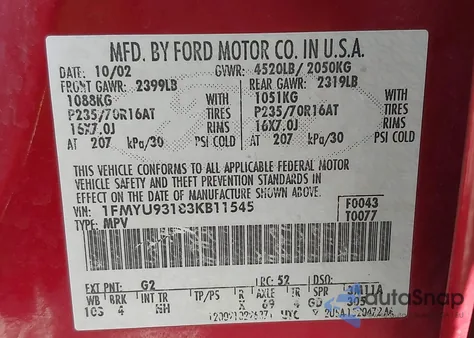 MFD. BY FORD MOTOR CO. IN U.S.A.
DATE: 10/02 GVWR: 4520LB/ 2050KG
FRONT GAWR: 2399LB REAR GAWR: 2319LB
1088KG WITH 1051KG WITH
P235/70R16AT TIRES P235/70R16AT TIRES
16X7.0J RIMS 16X7.0J RIMS
AT 207 kPa/30 PSI COLD AT 207 kPa/30 PSI COLD
THIS VEHICLE CONFORMS TO ALL APPLICABLE FEDERAL MOTOR
VEHICLE SAFETY AND THEFT PREVENTION STANDARDS IN
EFFECT ON THE DATE OF MANUFACTURE SHOWN ABOVE.
VIN: 1FMYU93183KB11545 F0043
TYPE: MPV T0077
EXT PNT: G2 RC: 52 DSO:
WB BRK INT TR TP/PS R AXLE
103 4 NH
AutoSnap